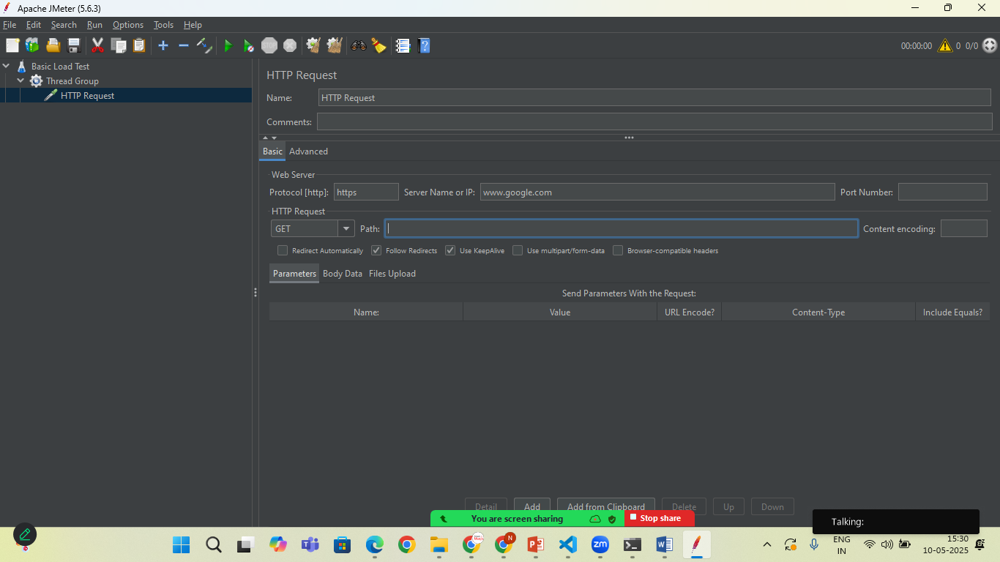 Apache JMeter (5.6.3)
File Edit Search Run Options Tools Help
STOP
00:00:00 0 0/0
Basic Load Test
Thread Group
HTTP Request
HTTP Request
Name: HTTP Request
Comments:
Basic Advanced
Web Server
Protocol [http]: https Server Name or IP: www.google.com Port Number:
HTTP Request
GET Path: Content encoding:
Redirect Automatically Follow Redirects Use KeepAlive Use multipart/form-data Browser-compatible headers
Parameters Body Data Files Upload
Send Parameters With the Request:
Name: Value URL Encode? Content-Type Include Equals?
Detail Add Add from Clipboard Delete Up Down
You are screen sharing Stop share
Talking:
ENG
IN
15:30
10-05-2025